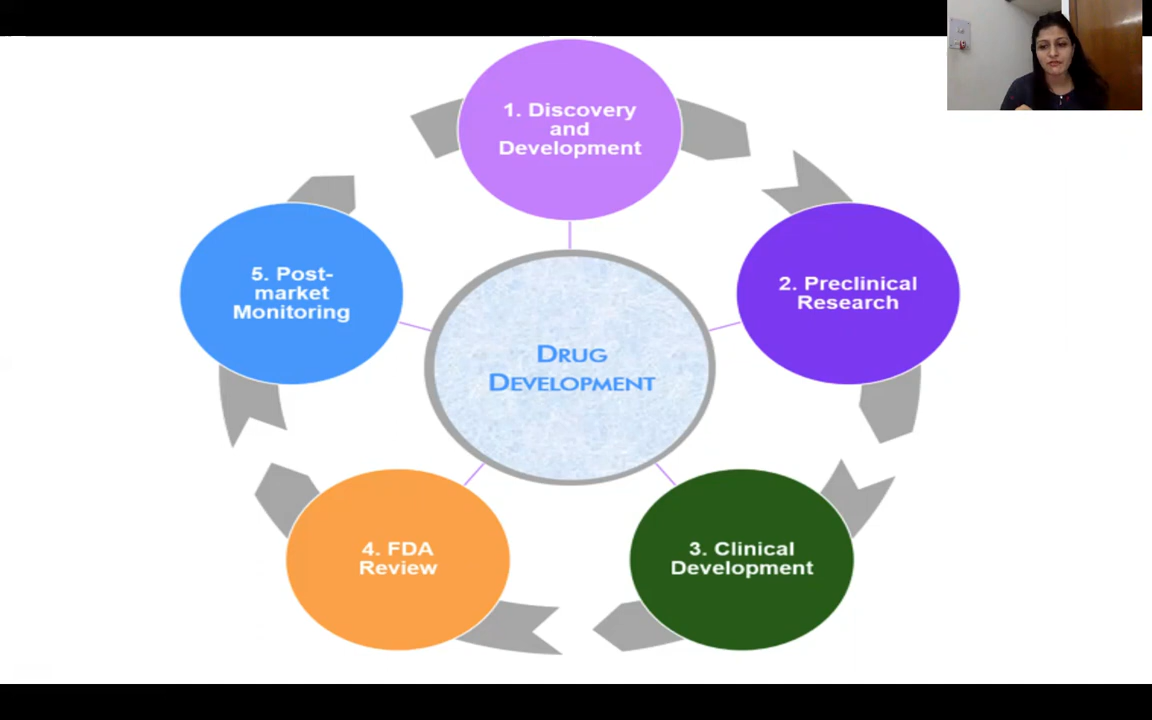 1. Discovery
and
Development
2. Preclinical
Research
3. Clinical
Development
4. FDA
Review
5. Post-
market
Monitoring
DRUG
DEVELOPMENT